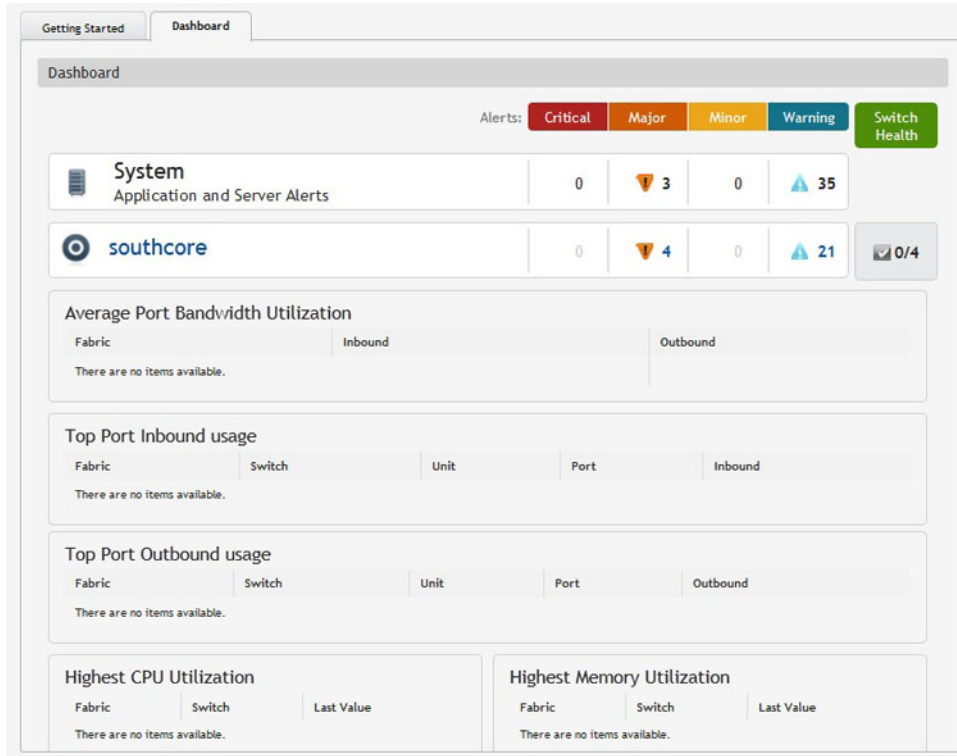 Getting Started Dashboard
Dashboard
Alerts: Critical Major Minor Warning Switch Health
System 0 3 0 35
Application and Server Alerts
southcore 0 4 0 21 0/4
Average Port Bandwidth Utilization
Fabric Inbound Outbound
There are no items available.
Top Port Inbound usage
Fabric Switch Unit Port Inbound
There are no items available.
Top Port Outbound usage
Fabric Switch Unit Port Outbound
There are no items available.
Highest CPU Utilization
Fabric Switch Last Value
There are no items available.
Highest Memory Utilization
Fabric Switch Last Value
There are no items available.